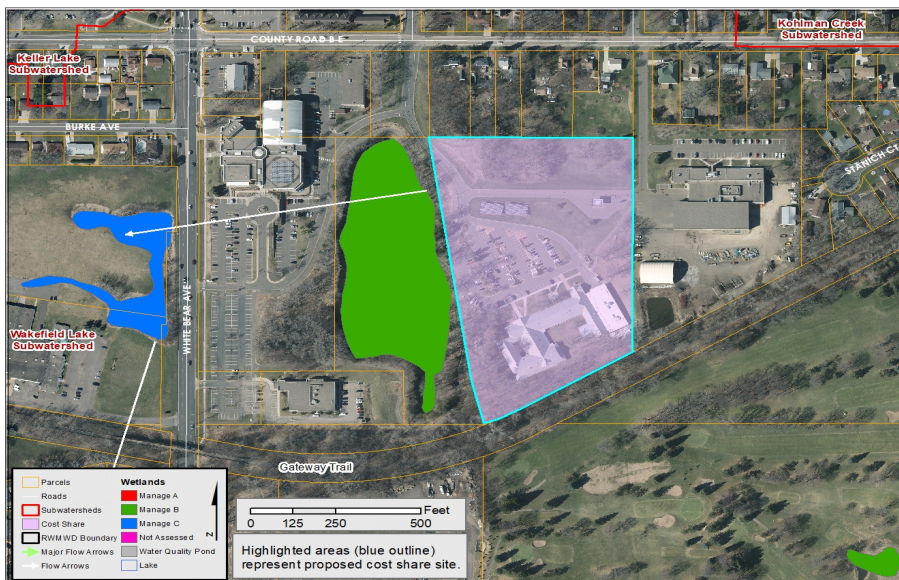 COUNTY ROAD B E
Kohlman Creek
Subwatershed
Keller Lake
Subwatershed
BURKE AVE
STANICH CT
WHITE BEAR AVE
Wakefield Lake
Subwatershed
Gateway Trail
Parcels
Roads
Subwatersheds
Cost Share
RWMWD Boundary
Major Flow Arrows
Flow Arrows
Wetlands
Manage A
Manage B
Manage C
Not Assessed
Water Quality Pond
Lake
N
Feet
0 125 250 500
Highlighted areas (blue outline)
represent proposed cost share site.